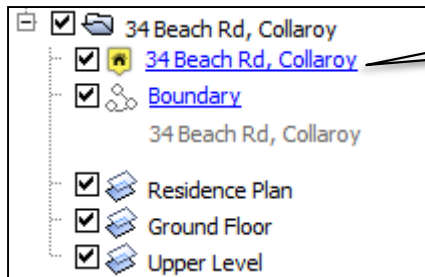 34 Beach Rd, Collaroy
34 Beach Rd, Collaroy
Boundary
34 Beach Rd, Collaroy
Residence Plan
Ground Floor
Upper Level